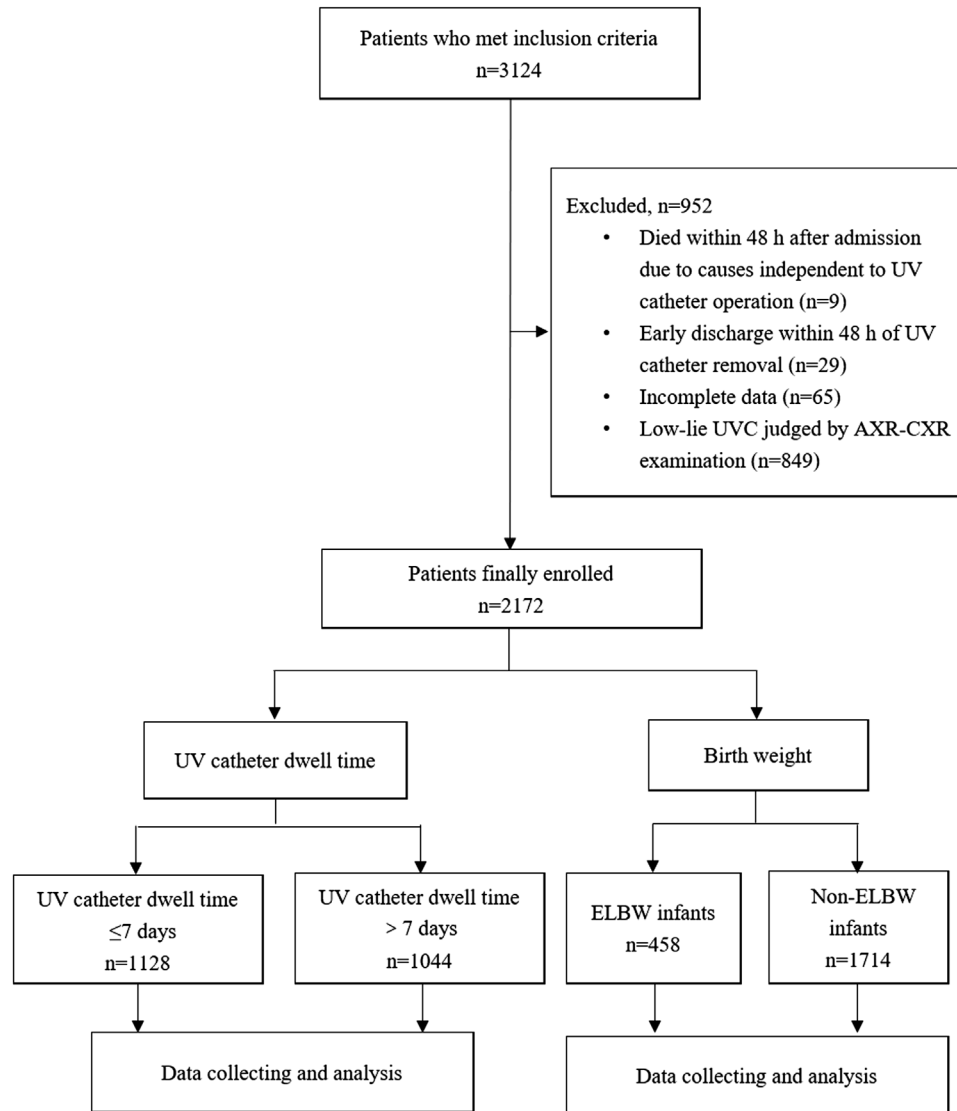 Patients who met inclusion criteria
n=3124
Excluded, n=952
• Died within 48 h after admission
due to causes independent to UV
catheter operation (n=9)
• Early discharge within 48 h of UV
catheter removal (n=29)
• Incomplete data (n=65)
• Low-lie UVC judged by AXR-CXR
examination (n=849)
Patients finally enrolled
n=2172
UV catheter dwell time
Birth weight
UV catheter dwell time
≤7 days
n=1128
UV catheter dwell time
> 7 days
n=1044
ELBW infants
n=458
Non-ELBW
infants
n=1714
Data collecting and analysis
Data collecting and analysis